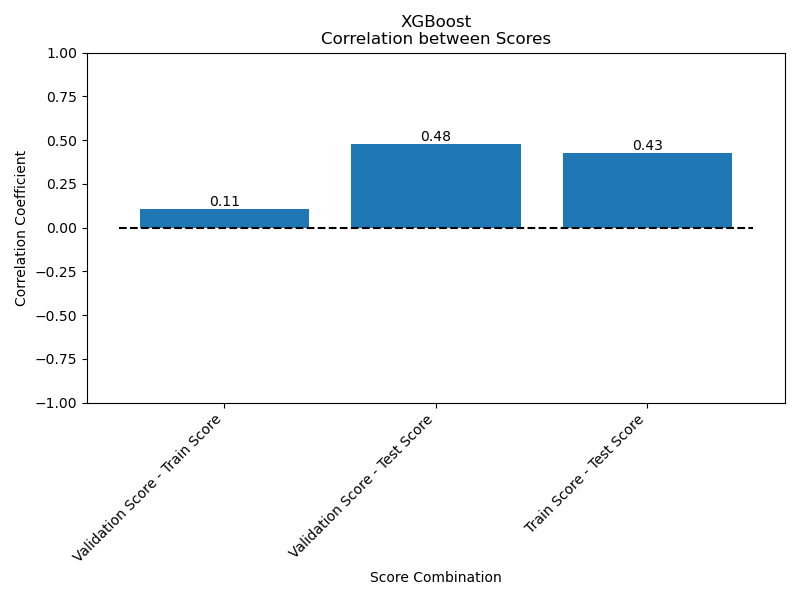 XGBoost
Correlation between Scores
1.00
0.75
0.50
0.25
0.00
−0.25
−0.50
−0.75
−1.00
Correlation Coefficient
0.11
0.48
0.43
Validation Score - Train Score
Validation Score - Test Score
Train Score - Test Score
Score Combination